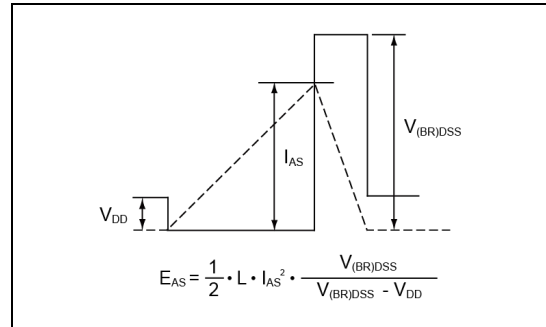 V(BR)DSS
IAS
VDD
EAS = 1/2 • L • IAS² • V(BR)DSS / (V(BR)DSS - VDD)